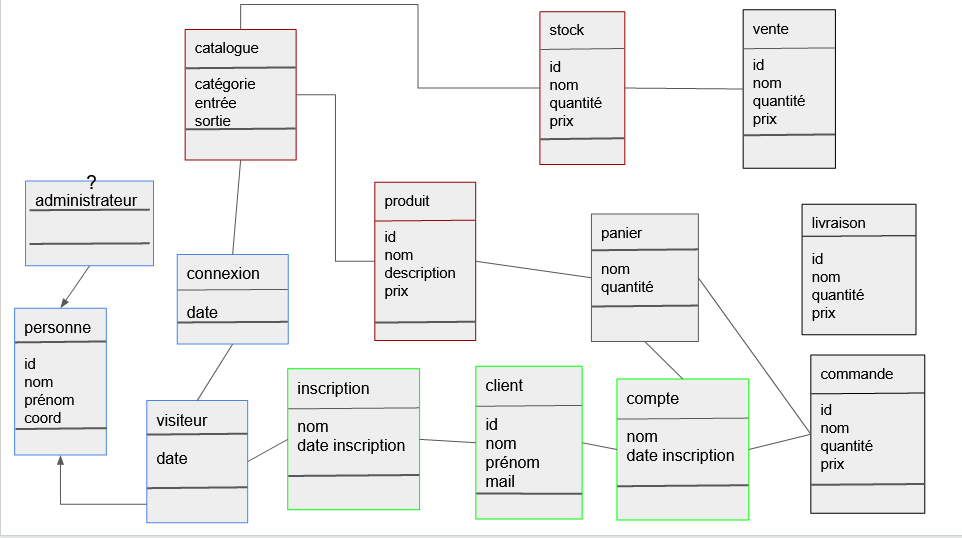 catalogue
catégorie
entrée
sortie
stock
id
nom
quantité
prix
vente
id
nom
quantité
prix
?
administrateur
produit
id
nom
description
prix
panier
nom
quantité
livraison
id
nom
quantité
prix
connexion
date
personne
id
nom
prénom
coord
visiteur
date
inscription
nom
date inscription
client
id
nom
prénom
mail
compte
nom
date inscription
commande
id
nom
quantité
prix